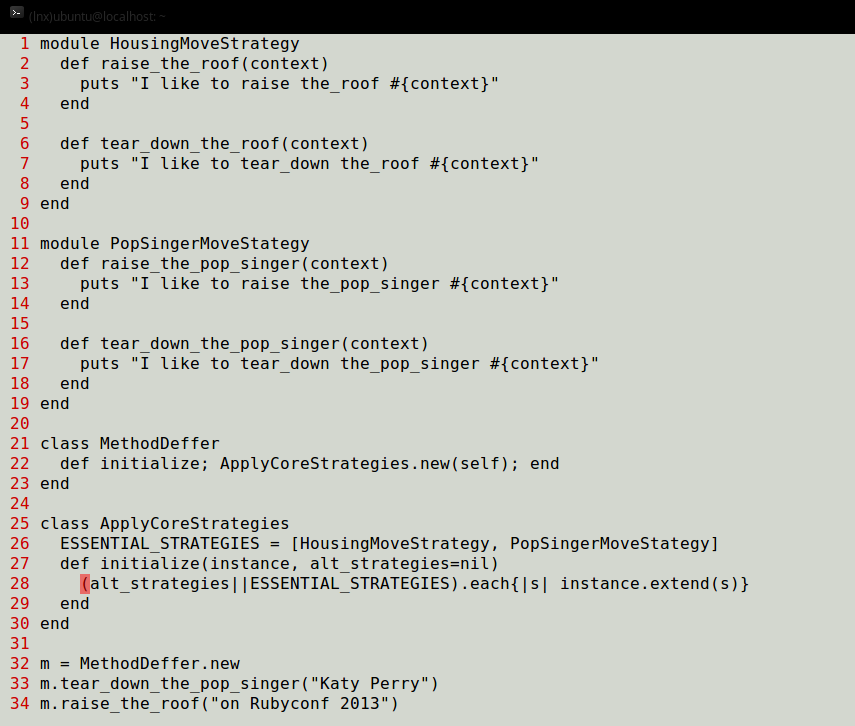 (lnx)ubuntu@localhost: ~
1 module HousingMoveStrategy
2   def raise_the_roof(context)
3     puts "I like to raise the_roof #{context}"
4   end
5
6   def tear_down_the_roof(context)
7     puts "I like to tear_down the_roof #{context}"
8   end
9 end
10
11 module PopSingerMoveStategy
12   def raise_the_pop_singer(context)
13     puts "I like to raise the_pop_singer #{context}"
14   end
15
16   def tear_down_the_pop_singer(context)
17     puts "I like to tear_down the_pop_singer #{context}"
18   end
19 end
20
21 class MethodDeffer
22   def initialize; ApplyCoreStrategies.new(self); end
23 end
24
25 class ApplyCoreStrategies
26   ESSENTIAL_STRATEGIES = [HousingMoveStrategy, PopSingerMoveStategy]
27   def initialize(instance, alt_strategies=nil)
28     (alt_strategies||ESSENTIAL_STRATEGIES).each{|s| instance.extend(s)}
29   end
30 end
31
32 m = MethodDeffer.new
33 m.tear_down_the_pop_singer("Katy Perry")
34 m.raise_the_roof("on Rubyconf 2013")